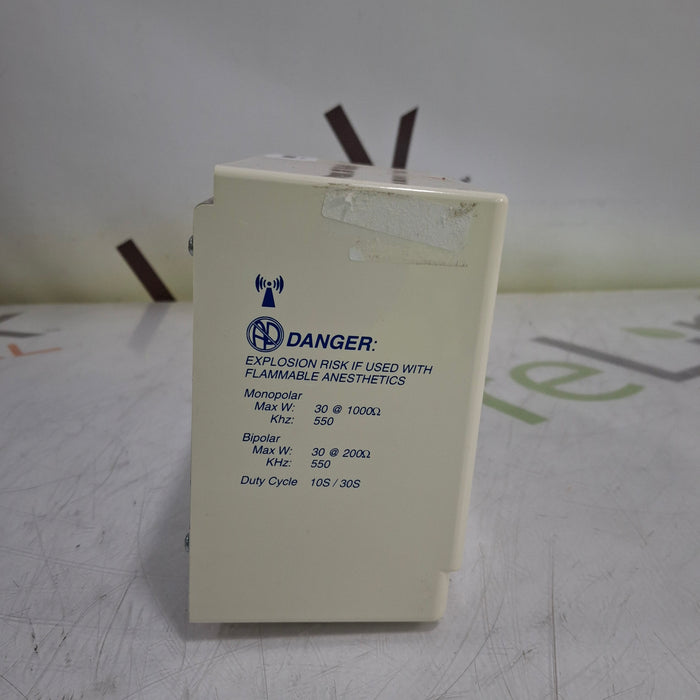 DANGER:
EXPLOSION RISK IF USED WITH
FLAMMABLE ANESTHETICS
Monopolar
Max W: 30 @ 1000Ω
Khz: 550
Bipolar
Max W: 30 @ 200Ω
KHz: 550
Duty Cycle 10S / 30S